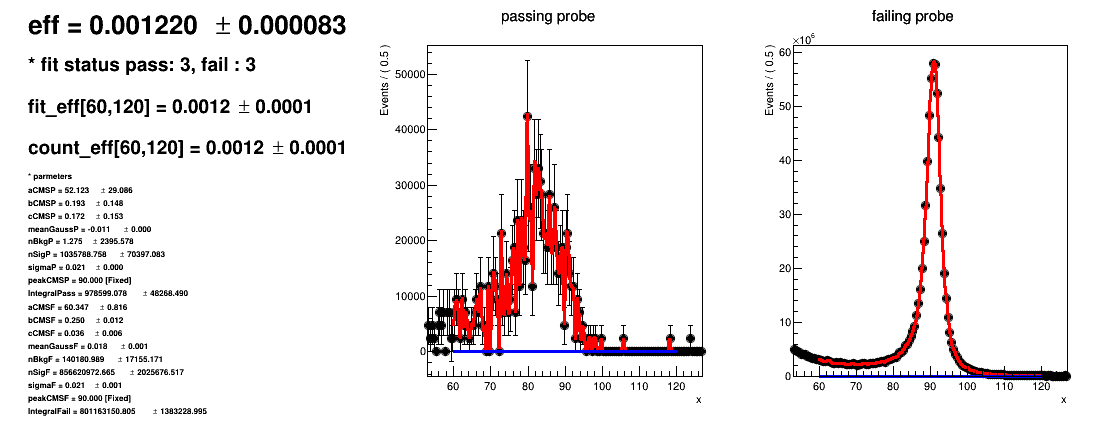 eff = 0.001220 ± 0.000083
* fit status pass: 3, fail : 3
fit_eff[60,120] = 0.0012 ± 0.0001
count_eff[60,120] = 0.0012 ± 0.0001
* parmeters
aCMSP = 52.123 ± 29.086
bCMSP = 0.193 ± 0.148
cCMSP = 0.172 ± 0.153
meanGaussP = -0.011 ± 0.000
nBkgP = 1.275 ± 2395.578
nSigP = 1035788.758 ± 70397.083
sigmaP = 0.021 ± 0.000
peakCMSP = 90.000 [Fixed]
IntegralPass = 978599.078 ± 48268.490
aCMSF = 60.347 ± 0.816
bCMSF = 0.250 ± 0.012
cCMSF = 0.036 ± 0.006
meanGaussF = 0.018 ± 0.001
nBkgF = 140180.989 ± 17155.171
nSigF = 856620972.665 ± 2025676.517
sigmaF = 0.021 ± 0.001
peakCMSF = 90.000 [Fixed]
IntegralFail = 801163150.805 ± 1383228.995
passing probe
Events / ( 0.5 )
50000
40000
30000
20000
10000
0
60 70 80 90 100 110 120
x
failing probe
×10⁶
Events / ( 0.5 )
60
50
40
30
20
10
0
60 70 80 90 100 110 120
x